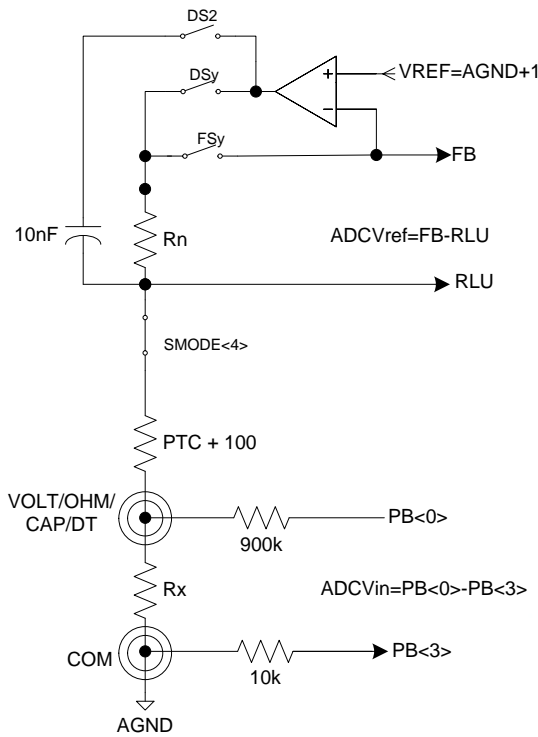 DS2
DSy
+
VREF=AGND+1
−
FSy
FB
10nF
Rn
ADCVref=FB-RLU
RLU
SMODE<4>
PTC + 100
VOLT/OHM/
CAP/DT
PB<0>
900k
Rx
ADCVin=PB<0>-PB<3>
COM
PB<3>
10k
AGND